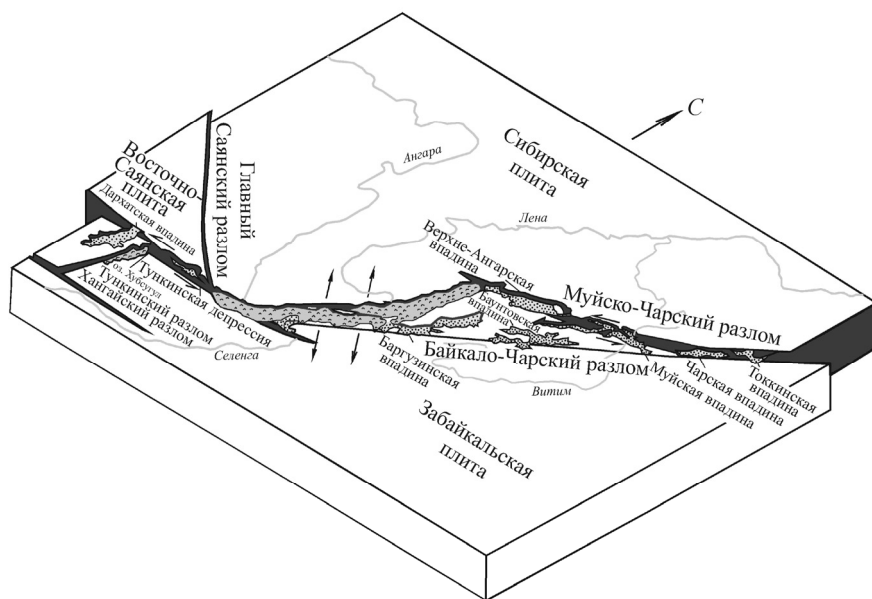 С
Сибирская
плита
Ангара
Лена
Главный
Саянский разлом
Восточно-
Саянская
плита
Дархатская впадина
оз. Хубсугул
Тункинская депрессия
Тункинский разлом
Хангайский разлом
Селенга
Верхне-Ангарская
впадина
Баунтовская
впадина
Муйско-Чарский разлом
Баргузинская
впадина
Байкало-Чарский разлом
Витим
Муйская впадина
Чарская впадина
Токкинская
впадина
Забайкальская
плита